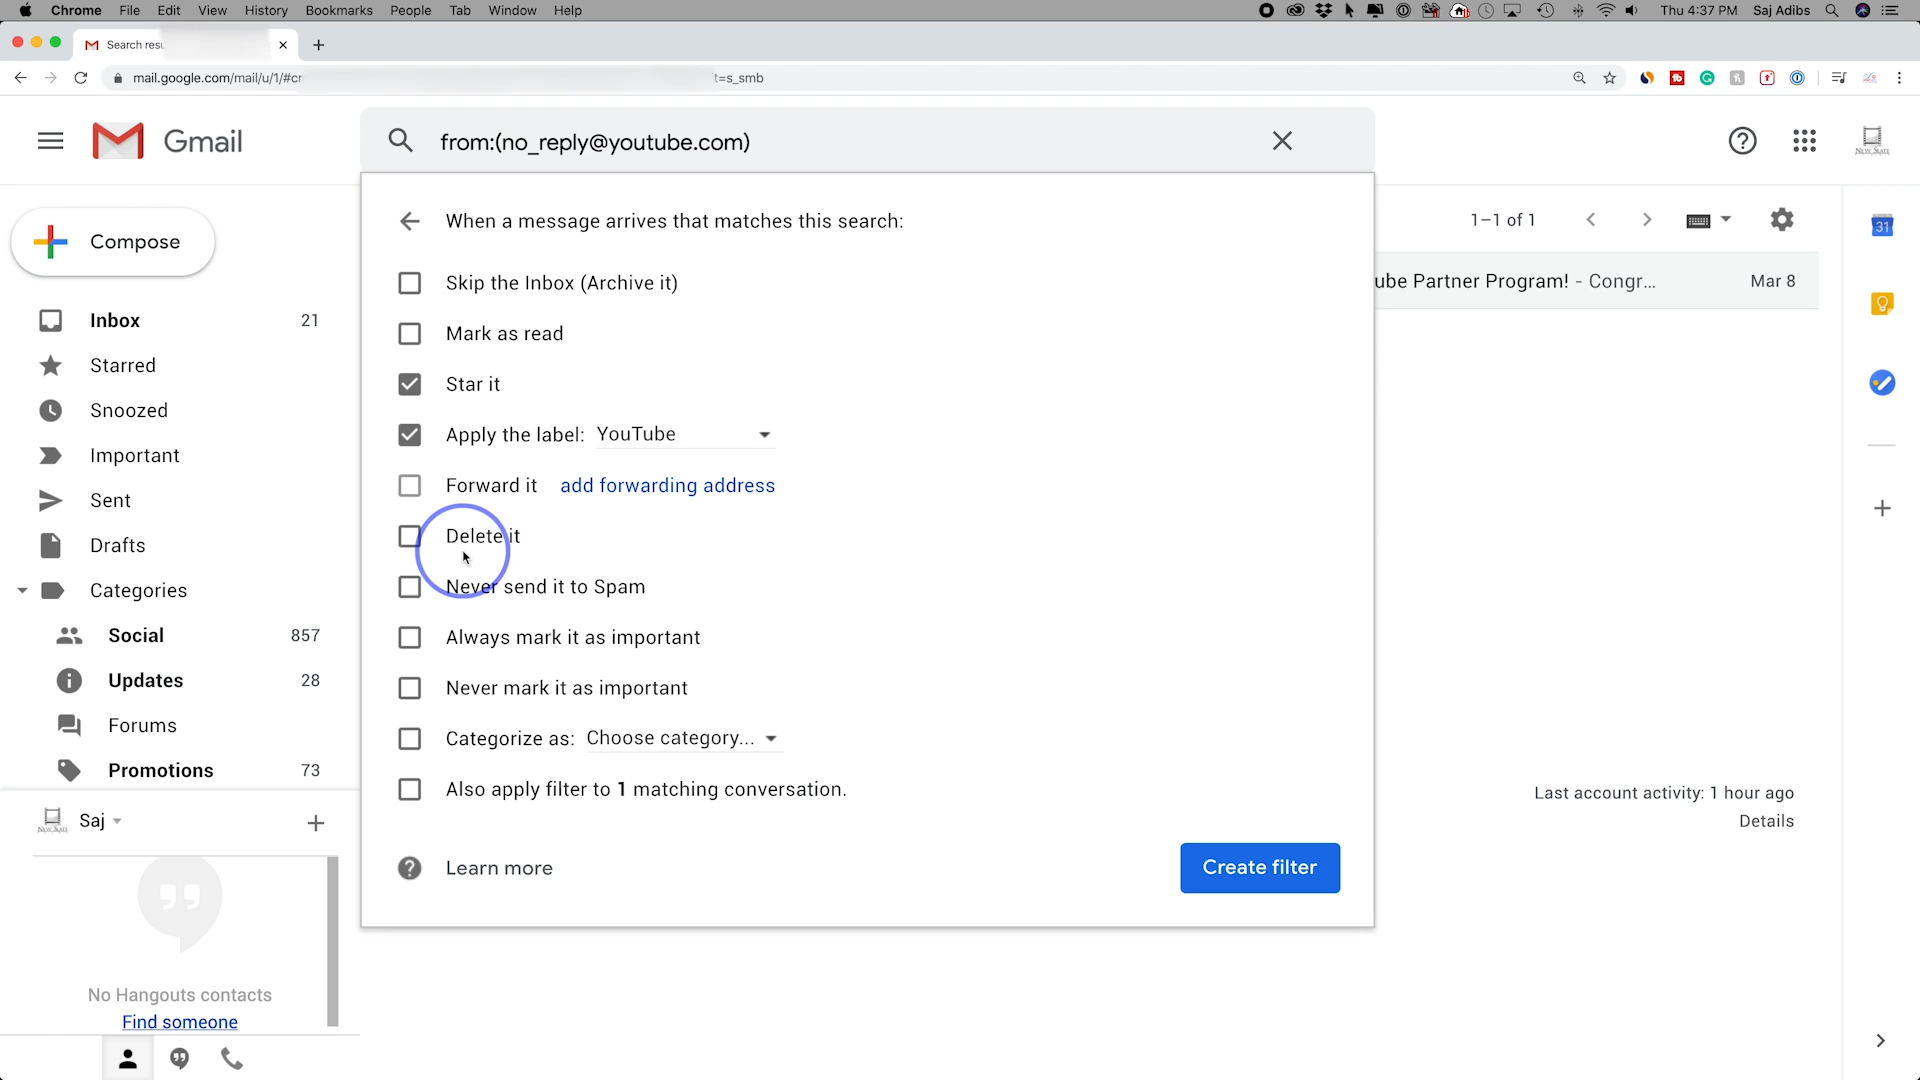 Chrome File Edit View History Bookmarks People Tab Window Help Thu 4:37 PM Saj Adibs
Search resu
mail.google.com/mail/u/1/#cr t=s_smb
Gmail
from:(no_reply@youtube.com)
Compose
When a message arrives that matches this search:
1–1 of 1
31
Skip the Inbox (Archive it)
ube Partner Program! - Congr... Mar 8
Inbox 21
Mark as read
Starred
Star it
Snoozed
Apply the label: YouTube
Important
Forward it add forwarding address
Sent
Delete it
Drafts
Never send it to Spam
Categories
Always mark it as important
Social 857
Updates 28
Never mark it as important
Forums
Categorize as: Choose category...
Promotions 73
Also apply filter to 1 matching conversation.
Last account activity: 1 hour ago
Details
Saj
Learn more
Create filter
No Hangouts contacts
Find someone